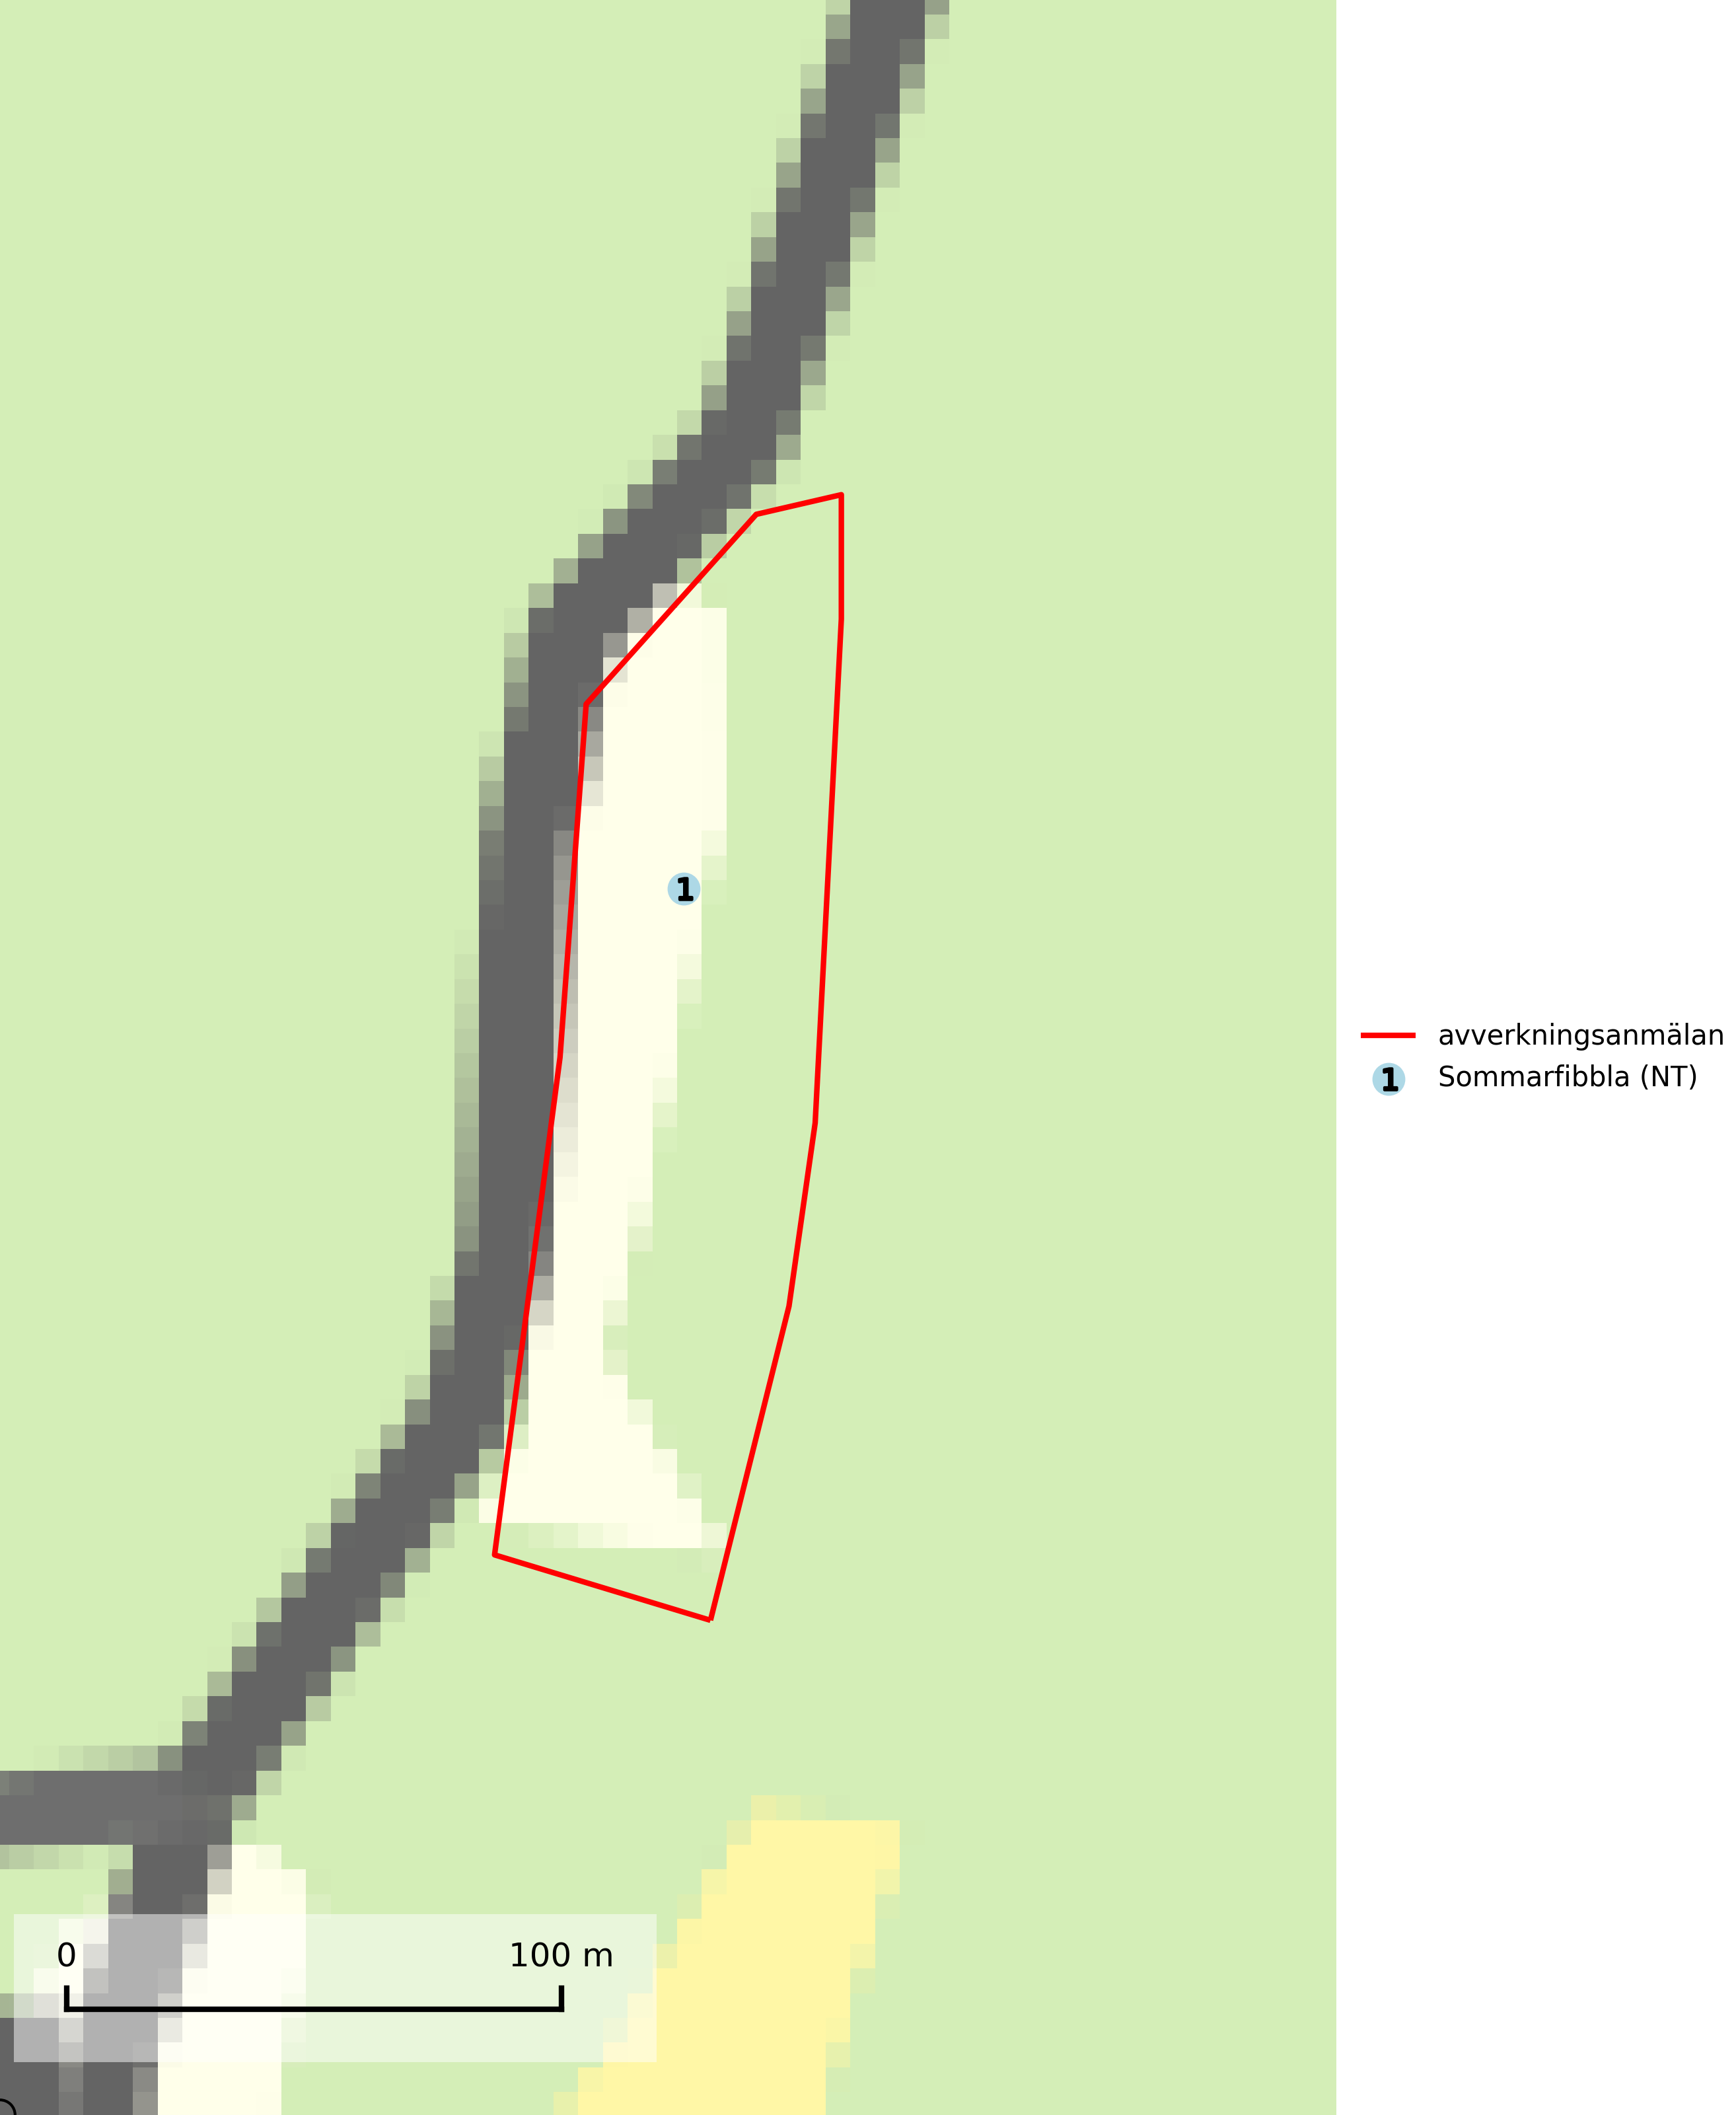 1
avverkningsanmälan
1 Sommarfibbla (NT)
0 100 m